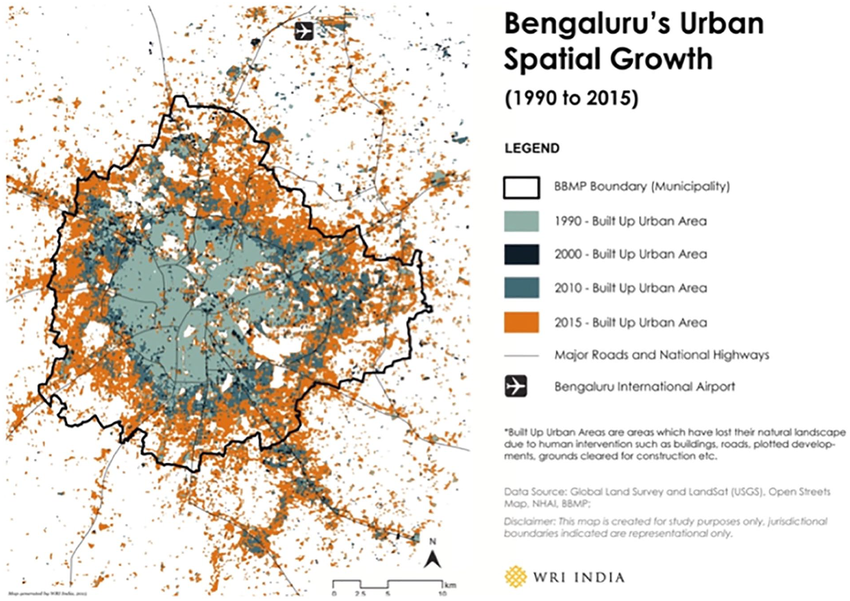 Bengaluru's Urban
Spatial Growth
(1990 to 2015)
LEGEND
BBMP Boundary (Municipality)
1990 - Built Up Urban Area
2000 - Built Up Urban Area
2010 - Built Up Urban Area
2015 - Built Up Urban Area
Major Roads and National Highways
Bengaluru International Airport
*Built Up Urban Areas are areas which have lost their natural landscape
due to human intervention such as buildings, roads, plotted develop-
ments, grounds cleared for construction etc.
Data Source: Global Land Survey and LandSat (USGS), Open Streets
Map, NHAI, BBMP;
Disclaimer: This map is created for study purposes only, jurisdictional
boundaries indicated are representational only.
WRI INDIA
N
km
0 2.5 5 10
Map generated by WRI India,